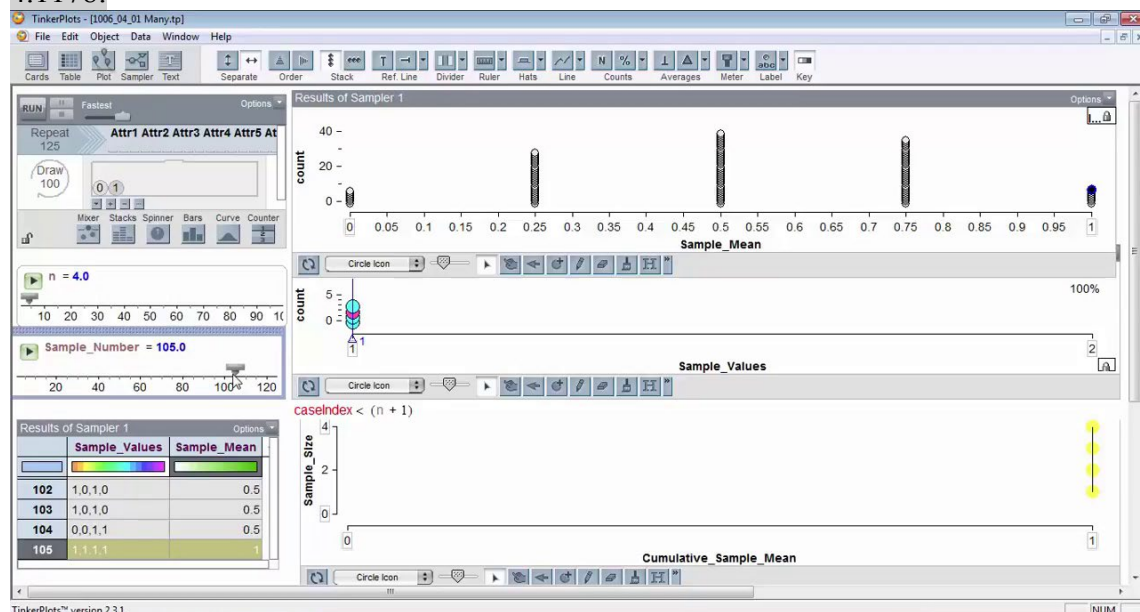 TinkerPlots - [1006_04_01 Many.tp]
File Edit Object Data Window Help
Cards Table Plot Sampler Text Separate Order Stack Ref. Line Divider Ruler Hats Line Counts Averages Meter Label Key
RUN Fastest Options
Repeat 125
Attr1 Attr2 Attr3 Attr4 Attr5 At
Draw 100
0 1
Mixer Stacks Spinner Bars Curve Counter
n = 4.0
10 20 30 40 50 60 70 80 90 10
Sample_Number = 105.0
20 40 60 80 100 120
Results of Sampler 1 Options
Sample_Values Sample_Mean
102 1,0,1,0 0.5
103 1,0,1,0 0.5
104 0,0,1,1 0.5
105 1,1,1,1 1
Results of Sampler 1 Options
count
40
20
0
0 0.05 0.1 0.15 0.2 0.25 0.3 0.35 0.4 0.45 0.5 0.55 0.6 0.65 0.7 0.75 0.8 0.85 0.9 0.95 1
Sample_Mean
Circle Icon
count
5
0
100%
1
1 2
Sample_Values
Circle Icon
caseIndex < (n + 1)
Sample_Size
4
2
0
0 1
Cumulative_Sample_Mean
Circle Icon
TinkerPlots™ version 2.3.1 NUM